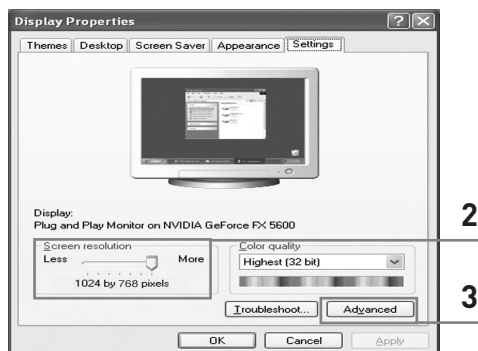 Display Properties
Themes Desktop Screen Saver Appearance Settings
Display:
Plug and Play Monitor on NVIDIA GeForce FX 5600
Screen resolution
Less More
1024 by 768 pixels
Color quality
Highest (32 bit)
2
Troubleshoot... Advanced
3
OK Cancel Apply